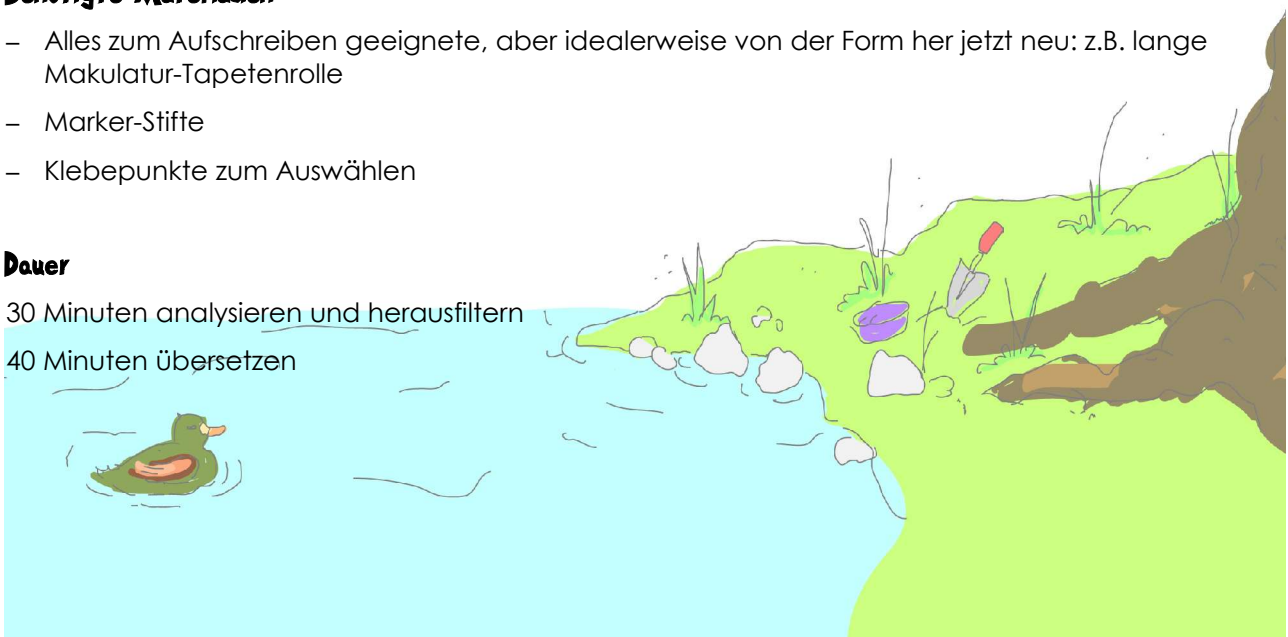 – Alles zum Aufschreiben geeignete, aber idealerweise von der Form her jetzt neu: z.B. lange
Makulatur-Tapetenrolle
– Marker-Stifte
– Klebepunkte zum Auswählen
Dauer
30 Minuten analysieren und herausfiltern
40 Minuten übersetzen